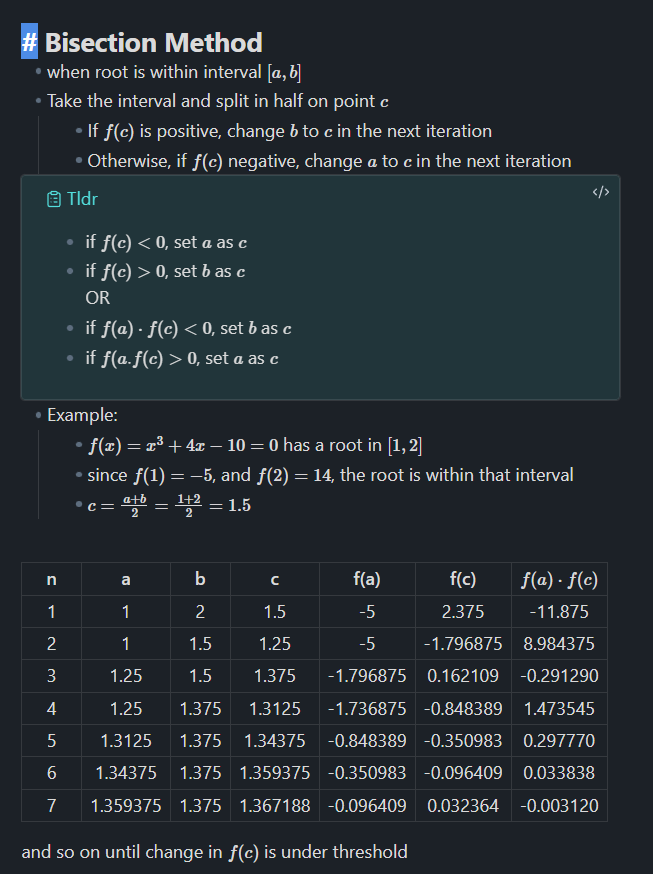 # Bisection Method
• when root is within interval [a, b]
• Take the interval and split in half on point c
• If f(c) is positive, change b to c in the next iteration
• Otherwise, if f(c) negative, change a to c in the next iteration
Tldr </>
• if f(c) < 0, set a as c
• if f(c) > 0, set b as c
OR
• if f(a) · f(c) < 0, set b as c
• if f(a.f(c) > 0, set a as c
• Example:
• f(x) = x³ + 4x − 10 = 0 has a root in [1, 2]
• since f(1) = −5, and f(2) = 14, the root is within that interval
• c = a+b/2 = 1+2/2 = 1.5
n a b c f(a) f(c) f(a) · f(c)
1 1 2 1.5 -5 2.375 -11.875
2 1 1.5 1.25 -5 -1.796875 8.984375
3 1.25 1.5 1.375 -1.796875 0.162109 -0.291290
4 1.25 1.375 1.3125 -1.736875 -0.848389 1.473545
5 1.3125 1.375 1.34375 -0.848389 -0.350983 0.297770
6 1.34375 1.375 1.359375 -0.350983 -0.096409 0.033838
7 1.359375 1.375 1.367188 -0.096409 0.032364 -0.003120
and so on until change in f(c) is under threshold